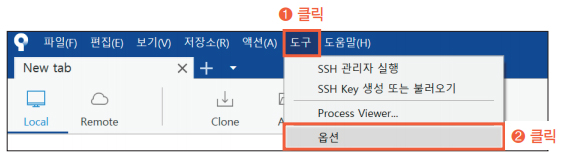 ❶ 클릭
파일(F) 편집(E) 보기(V) 저장소(R) 액션(A) 도구 도움말(H)
New tab
SSH 관리자 실행
SSH Key 생성 또는 불러오기
Process Viewer...
옵션
❷ 클릭
Local Remote Clone A